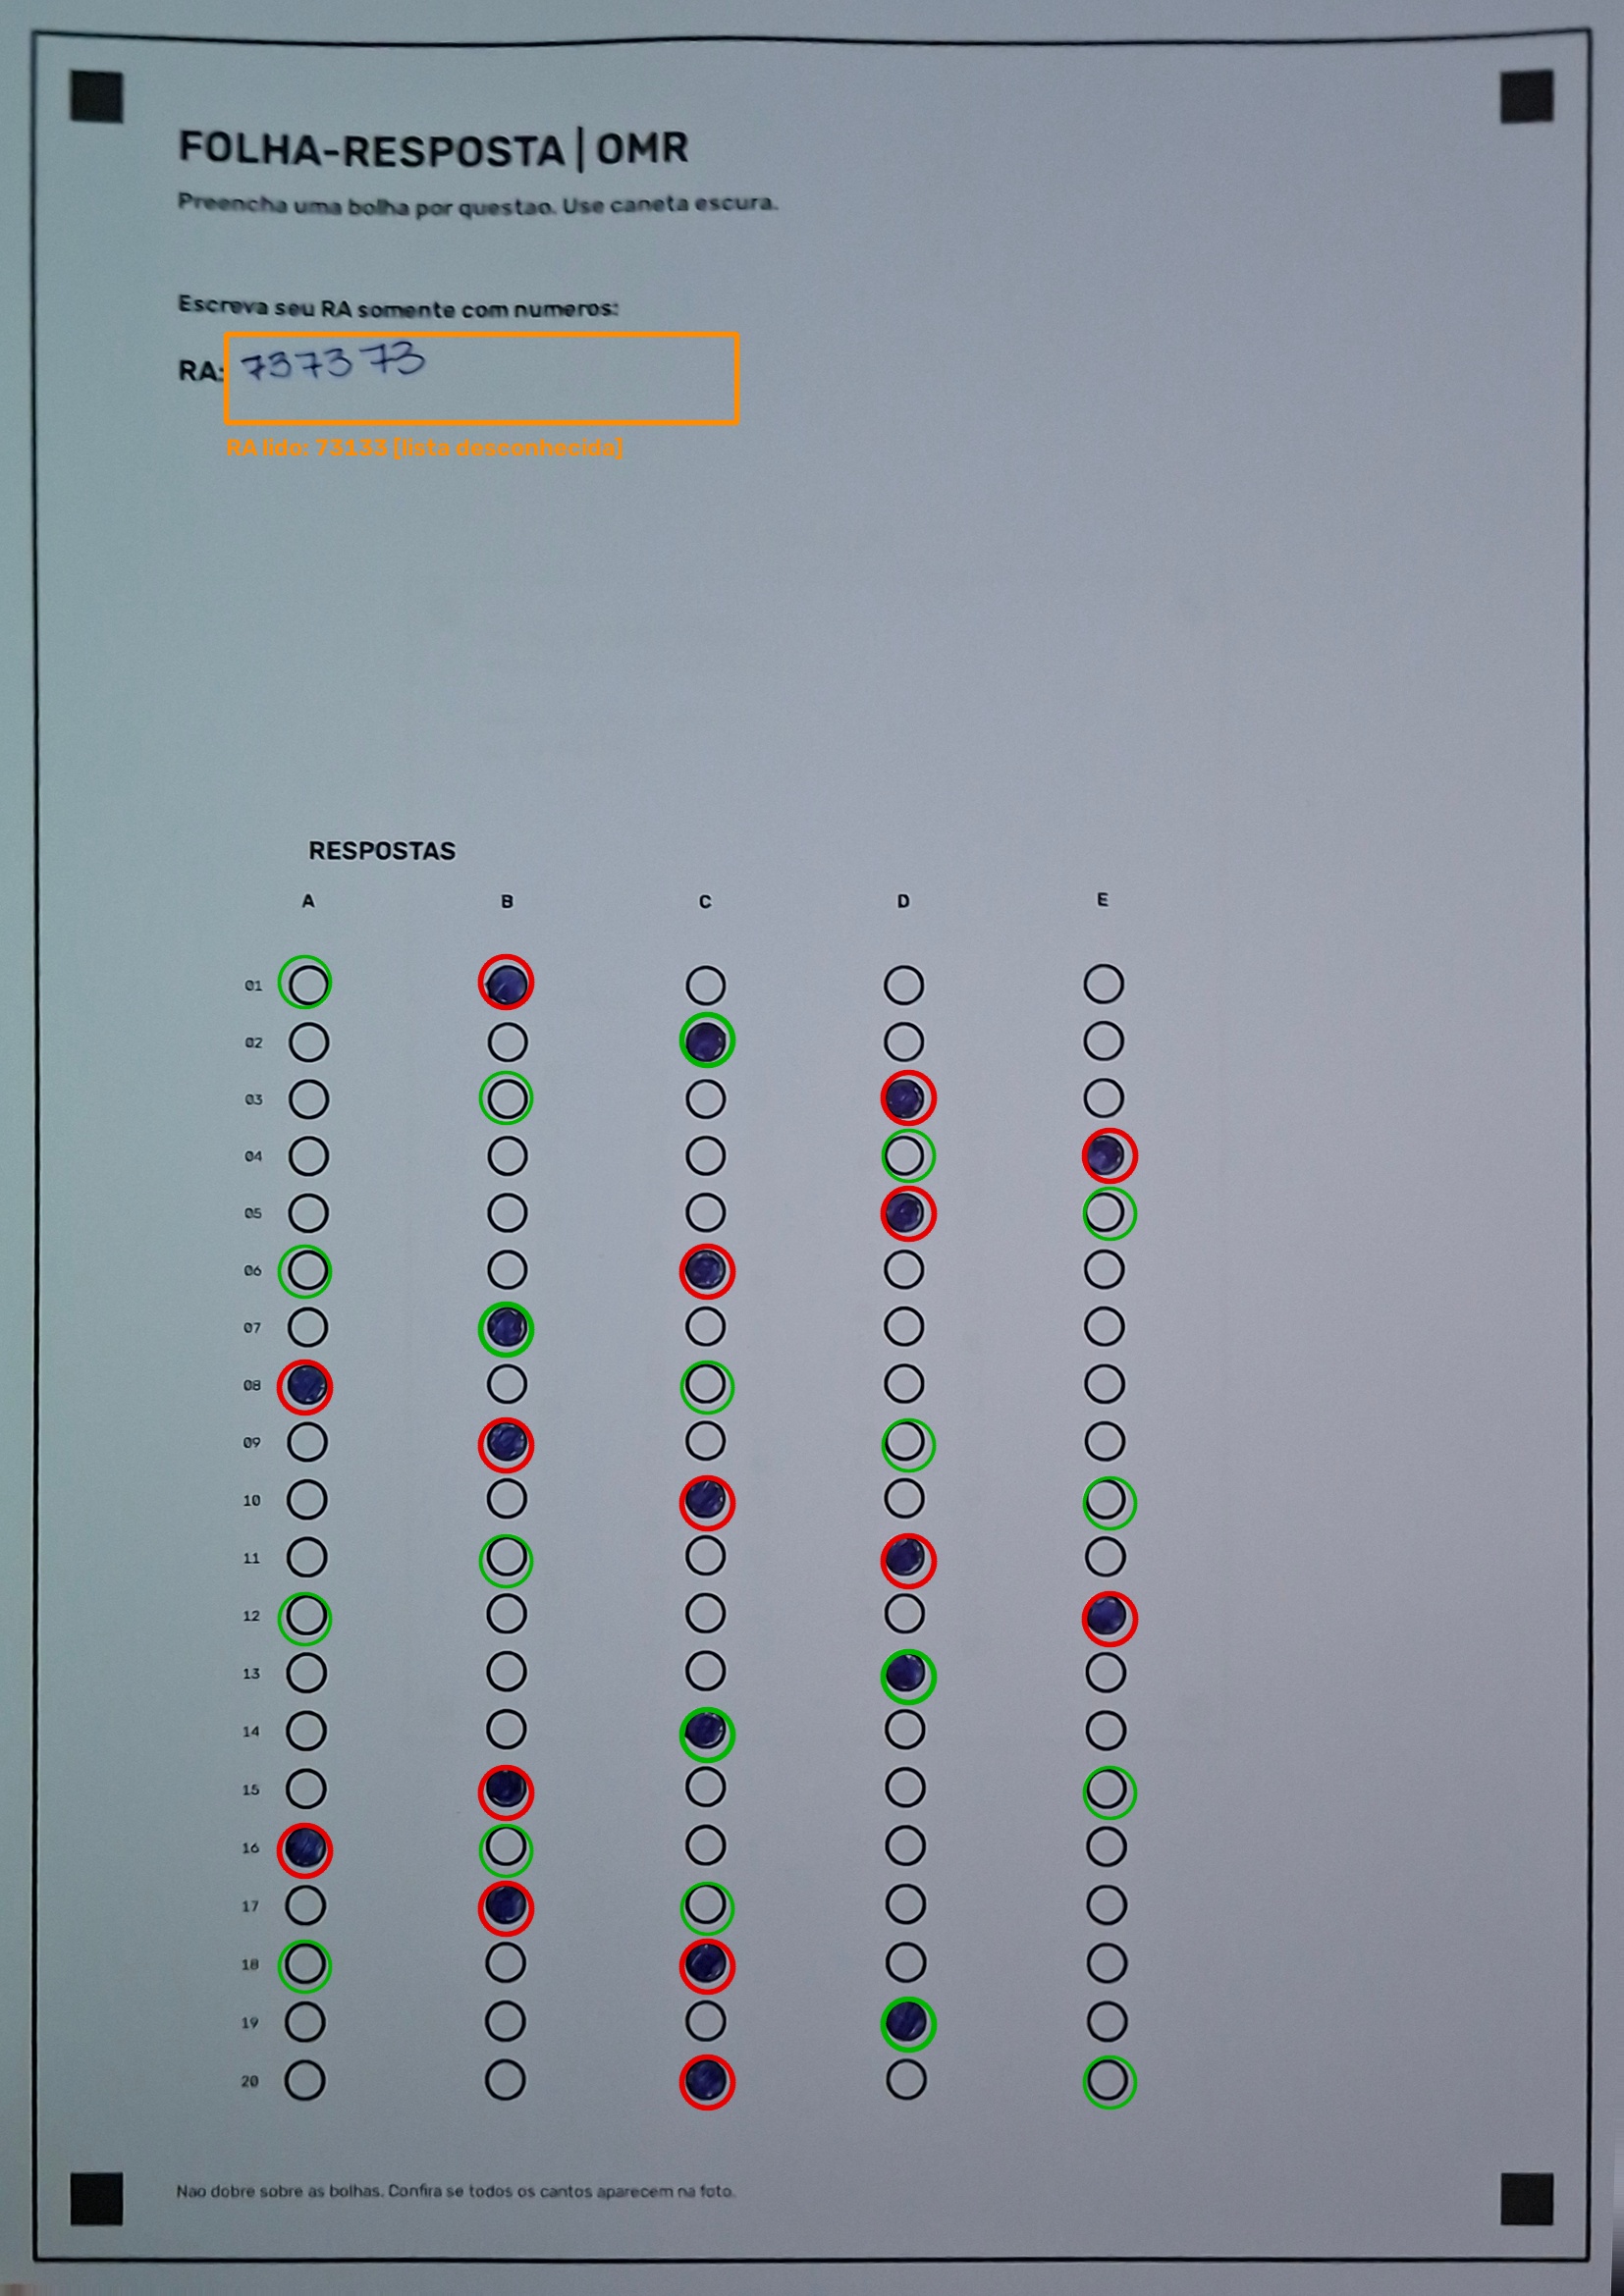 FOLHA-RESPOSTA | OMR
Preencha uma bolha por questao. Use caneta escura.
Escreva seu RA somente com numeros:
RA: 737373
RA lido: 73133 [lista desconhecida]
RESPOSTAS
A B C D E
01
02
03
04
05
06
07
08
09
10
11
12
13
14
15
16
17
18
19
20
Nao dobre sobre as bolhas. Confira se todos os cantos aparecem na foto.